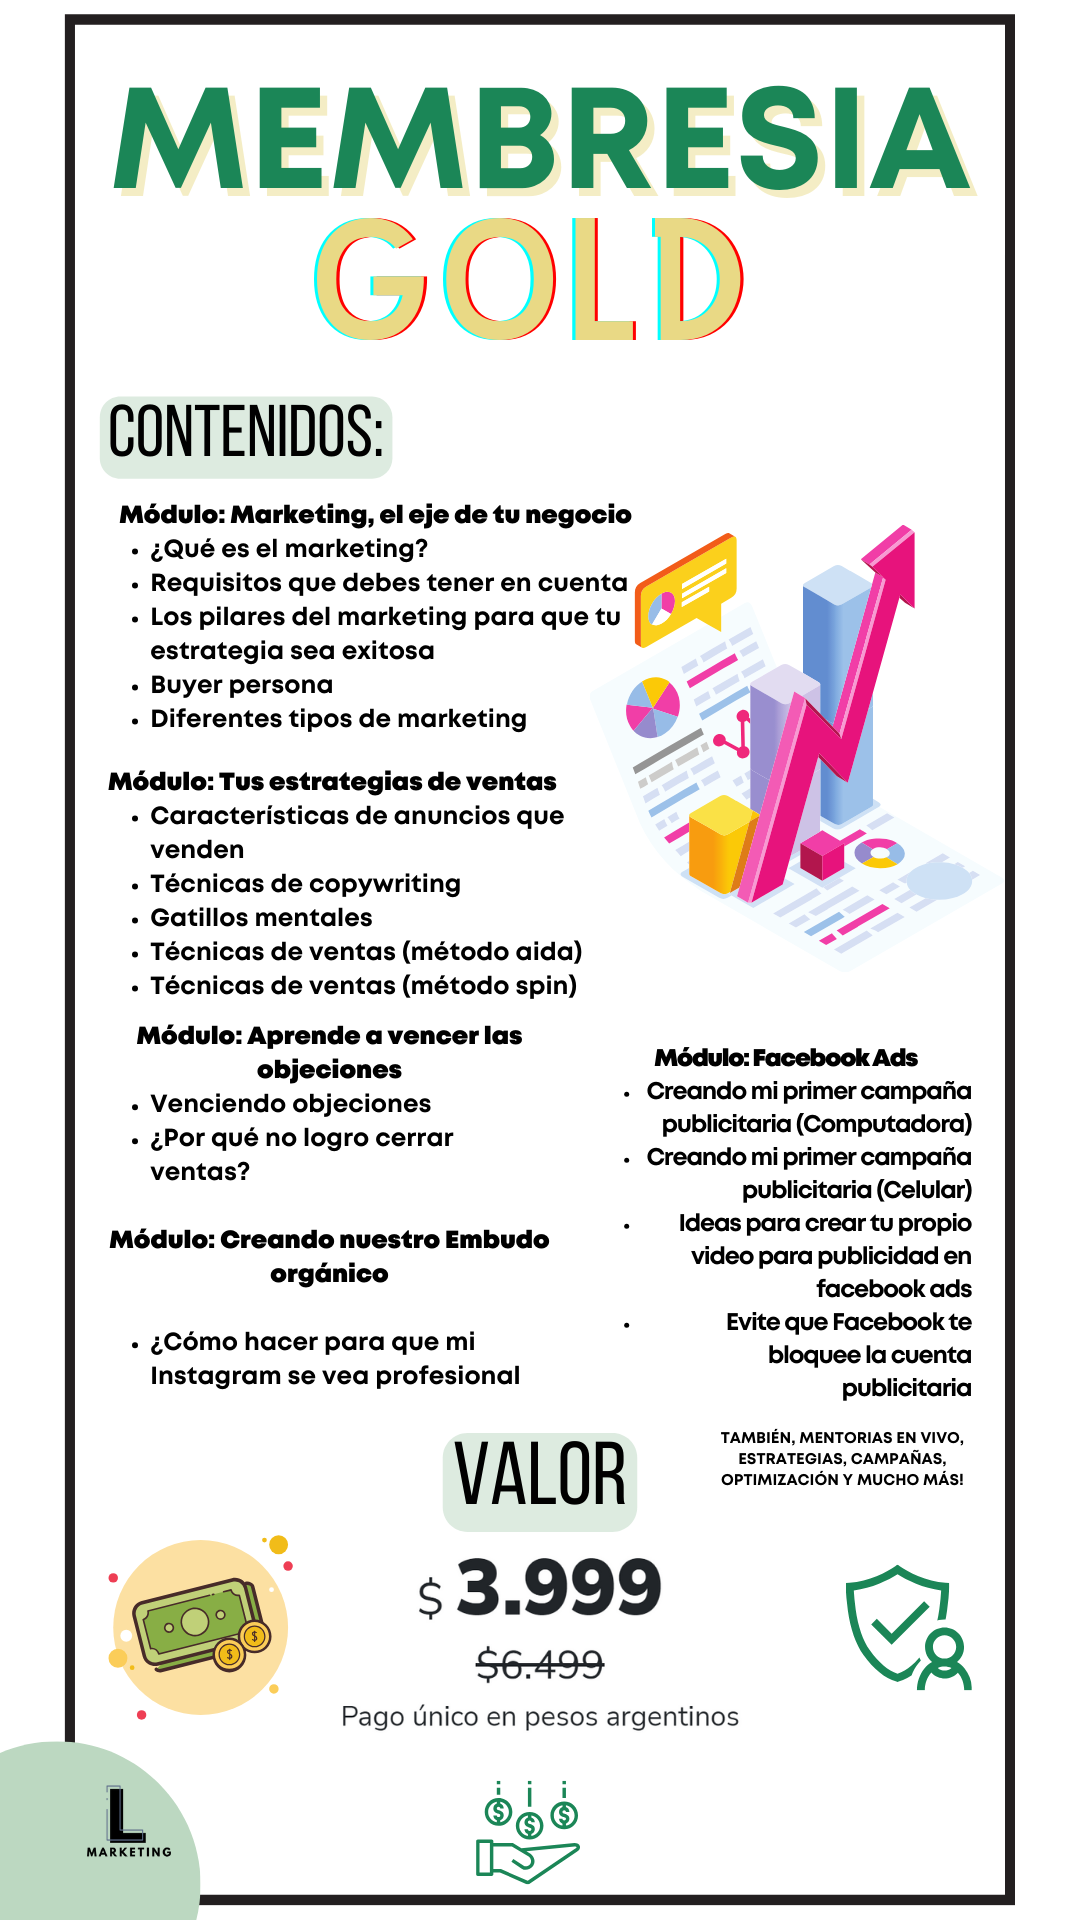 MEMBRESIA
GOLD
CONTENIDOS:
Módulo: Marketing, el eje de tu negocio
• ¿Qué es el marketing?
• Requisitos que debes tener en cuenta
• Los pilares del marketing para que tu
estrategia sea exitosa
• Buyer persona
• Diferentes tipos de marketing
Módulo: Tus estrategias de ventas
• Características de anuncios que
venden
• Técnicas de copywriting
• Gatillos mentales
• Técnicas de ventas (método aida)
• Técnicas de ventas (método spin)
Módulo: Aprende a vencer las
objeciones
• Venciendo objeciones
• ¿Por qué no logro cerrar
ventas?
Módulo: Creando nuestro Embudo
orgánico
• ¿Cómo hacer para que mi
Instagram se vea profesional
Módulo: Facebook Ads
• Creando mi primer campaña
publicitaria (Computadora)
• Creando mi primer campaña
publicitaria (Celular)
• Ideas para crear tu propio
video para publicidad en
facebook ads
• Evite que Facebook te
bloquee la cuenta
publicitaria
TAMBIÉN, MENTORIAS EN VIVO,
ESTRATEGIAS, CAMPAÑAS,
OPTIMIZACIÓN Y MUCHO MÁS!
VALOR
$ 3.999
$6.499
Pago único en pesos argentinos
L
MARKETING